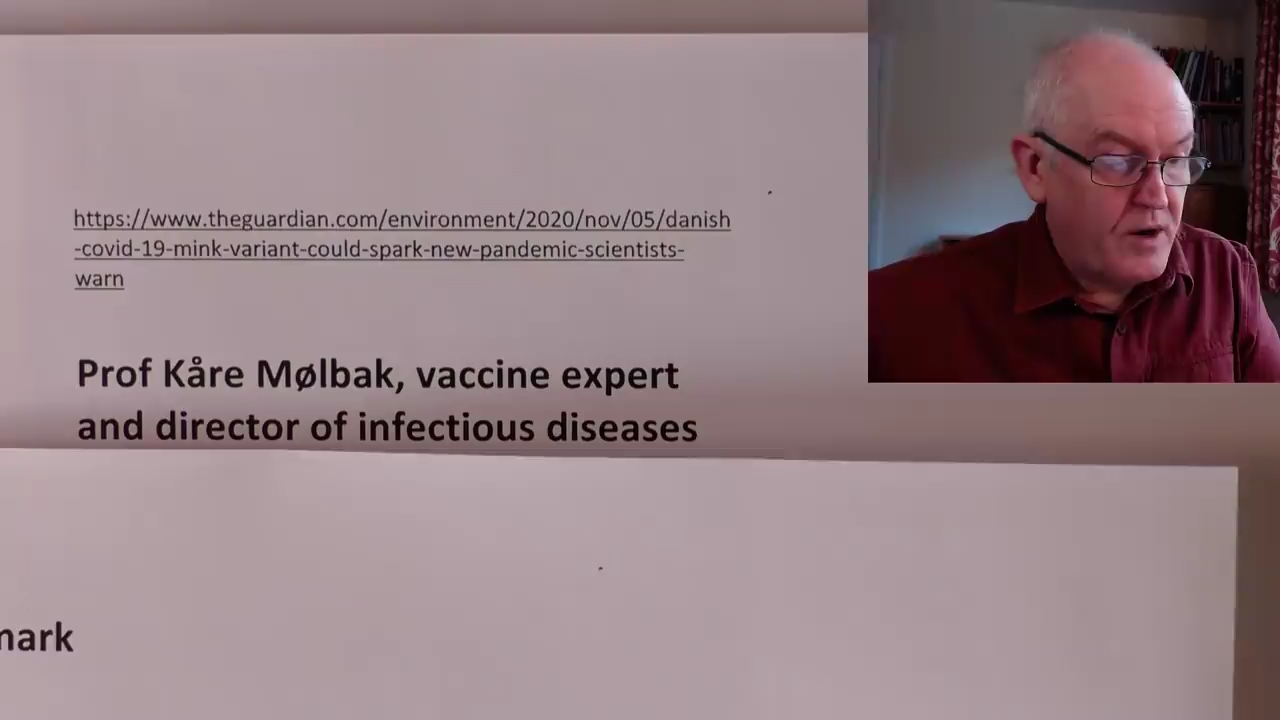 https://www.theguardian.com/environment/2020/nov/05/danish
-covid-19-mink-variant-could-spark-new-pandemic-scientists-
warn
Prof Kåre Mølbak, vaccine expert
and director of infectious diseases
mark